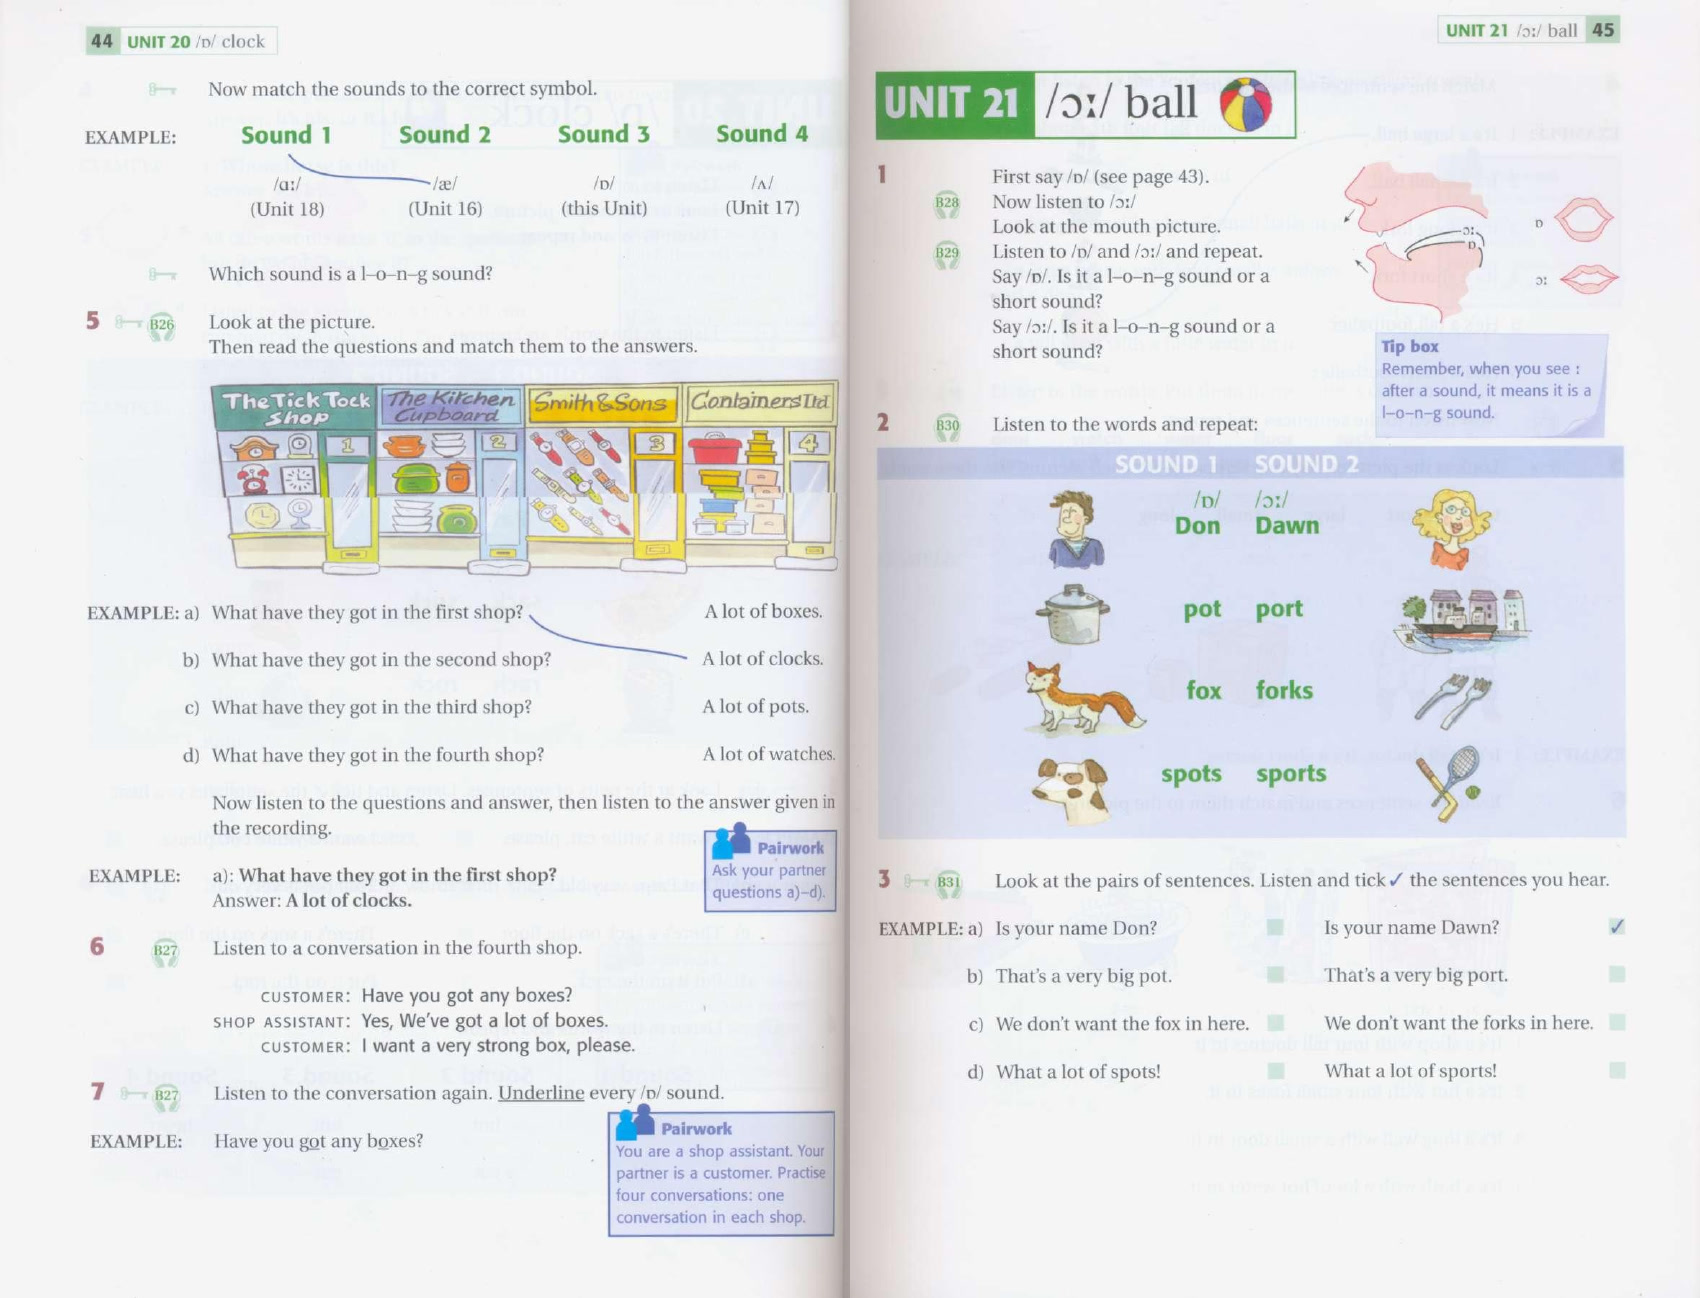 44 UNIT 20 /ɒ/ clock
Now match the sounds to the correct symbol.
EXAMPLE: Sound 1 Sound 2 Sound 3 Sound 4
/ɑː/ /æ/ /ɒ/ /ʌ/
(Unit 18) (Unit 16) (this Unit) (Unit 17)
Which sound is a l–o–n–g sound?
5 B26 Look at the picture.
Then read the questions and match them to the answers.
The Tick Tock Shop
The Kitchen Cupboard
Smith & Sons
Containers Ltd
1 2 3 4
EXAMPLE: a) What have they got in the first shop? A lot of boxes.
b) What have they got in the second shop? A lot of clocks.
c) What have they got in the third shop? A lot of pots.
d) What have they got in the fourth shop? A lot of watches.
Now listen to the questions and answer, then listen to the answer given in
the recording.
EXAMPLE: a): What have they got in the first shop?
Answer: A lot of clocks.
Pairwork
Ask your partner
questions a)–d).
6 B27 Listen to a conversation in the fourth shop.
CUSTOMER: Have you got any boxes?
SHOP ASSISTANT: Yes, We've got a lot of boxes.
CUSTOMER: I want a very strong box, please.
7 B27 Listen to the conversation again. Underline every /ɒ/ sound.
EXAMPLE: Have you got any boxes?
Pairwork
You are a shop assistant. Your
partner is a customer. Practise
four conversations: one
conversation in each shop.
UNIT 21 /ɔː/ ball 45
UNIT 21 /ɔː/ ball
1 First say /ɒ/ (see page 43).
B28 Now listen to /ɔː/
Look at the mouth picture.
B29 Listen to /ɒ/ and /ɔː/ and repeat.
Say /ɒ/. Is it a l–o–n–g sound or a
short sound?
Say /ɔː/. Is it a l–o–n–g sound or a
short sound?
ɔː
ɒ
ɒ
ɔː
Tip box
Remember, when you see :
after a sound, it means it is a
l–o–n–g sound.
2 B30 Listen to the words and repeat:
SOUND 1 SOUND 2
/ɒ/ /ɔː/
Don Dawn
pot port
fox forks
spots sports
3 B31 Look at the pairs of sentences. Listen and tick ✓ the sentences you hear.
EXAMPLE: a) Is your name Don? Is your name Dawn? ✓
b) That's a very big pot. That's a very big port.
c) We don't want the fox in here. We don't want the forks in here.
d) What a lot of spots! What a lot of sports!